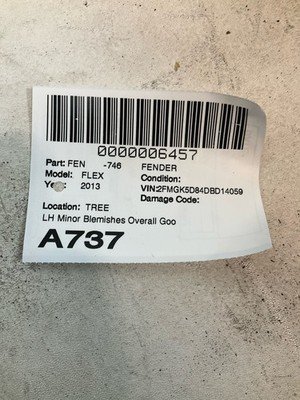 0000006457
Part: FEN -746 FENDER
Model: FLEX Condition:
Year: 2013 VIN:2FMGK5D84DBD14059
Damage Code:
Location: TREE
LH Minor Blemishes Overall Goo
A737